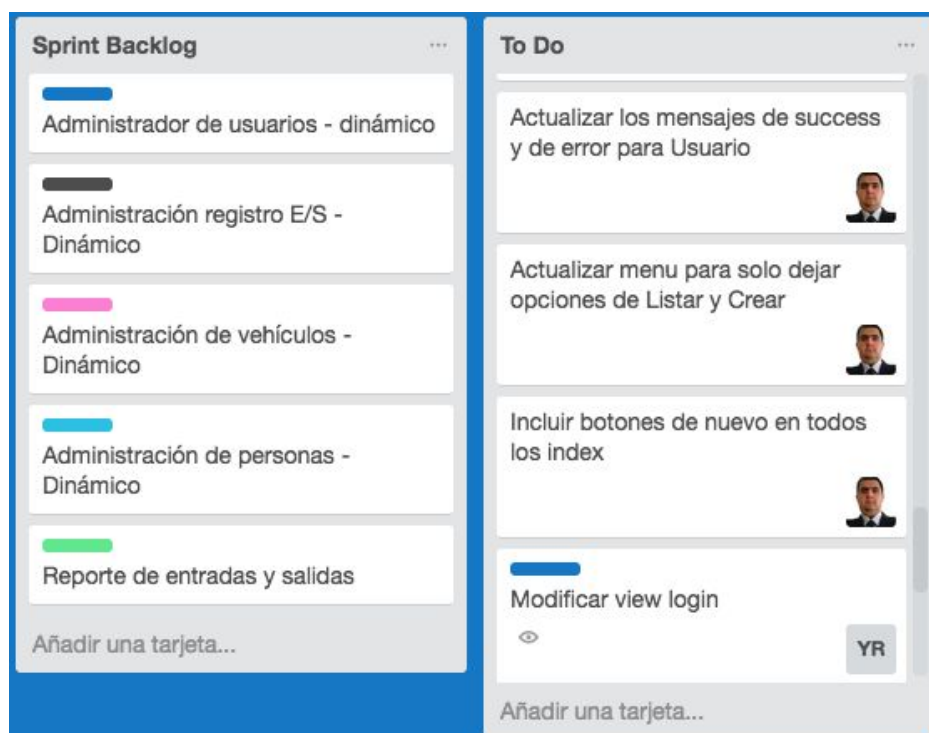 Sprint Backlog
Administrador de usuarios - dinámico
Administración registro E/S -
Dinámico
Administración de vehículos -
Dinámico
Administración de personas -
Dinámico
Reporte de entradas y salidas
Añadir una tarjeta...
To Do
Actualizar los mensajes de success
y de error para Usuario
Actualizar menu para solo dejar
opciones de Listar y Crear
Incluir botones de nuevo en todos
los index
Modificar view login
YR
Añadir una tarjeta...